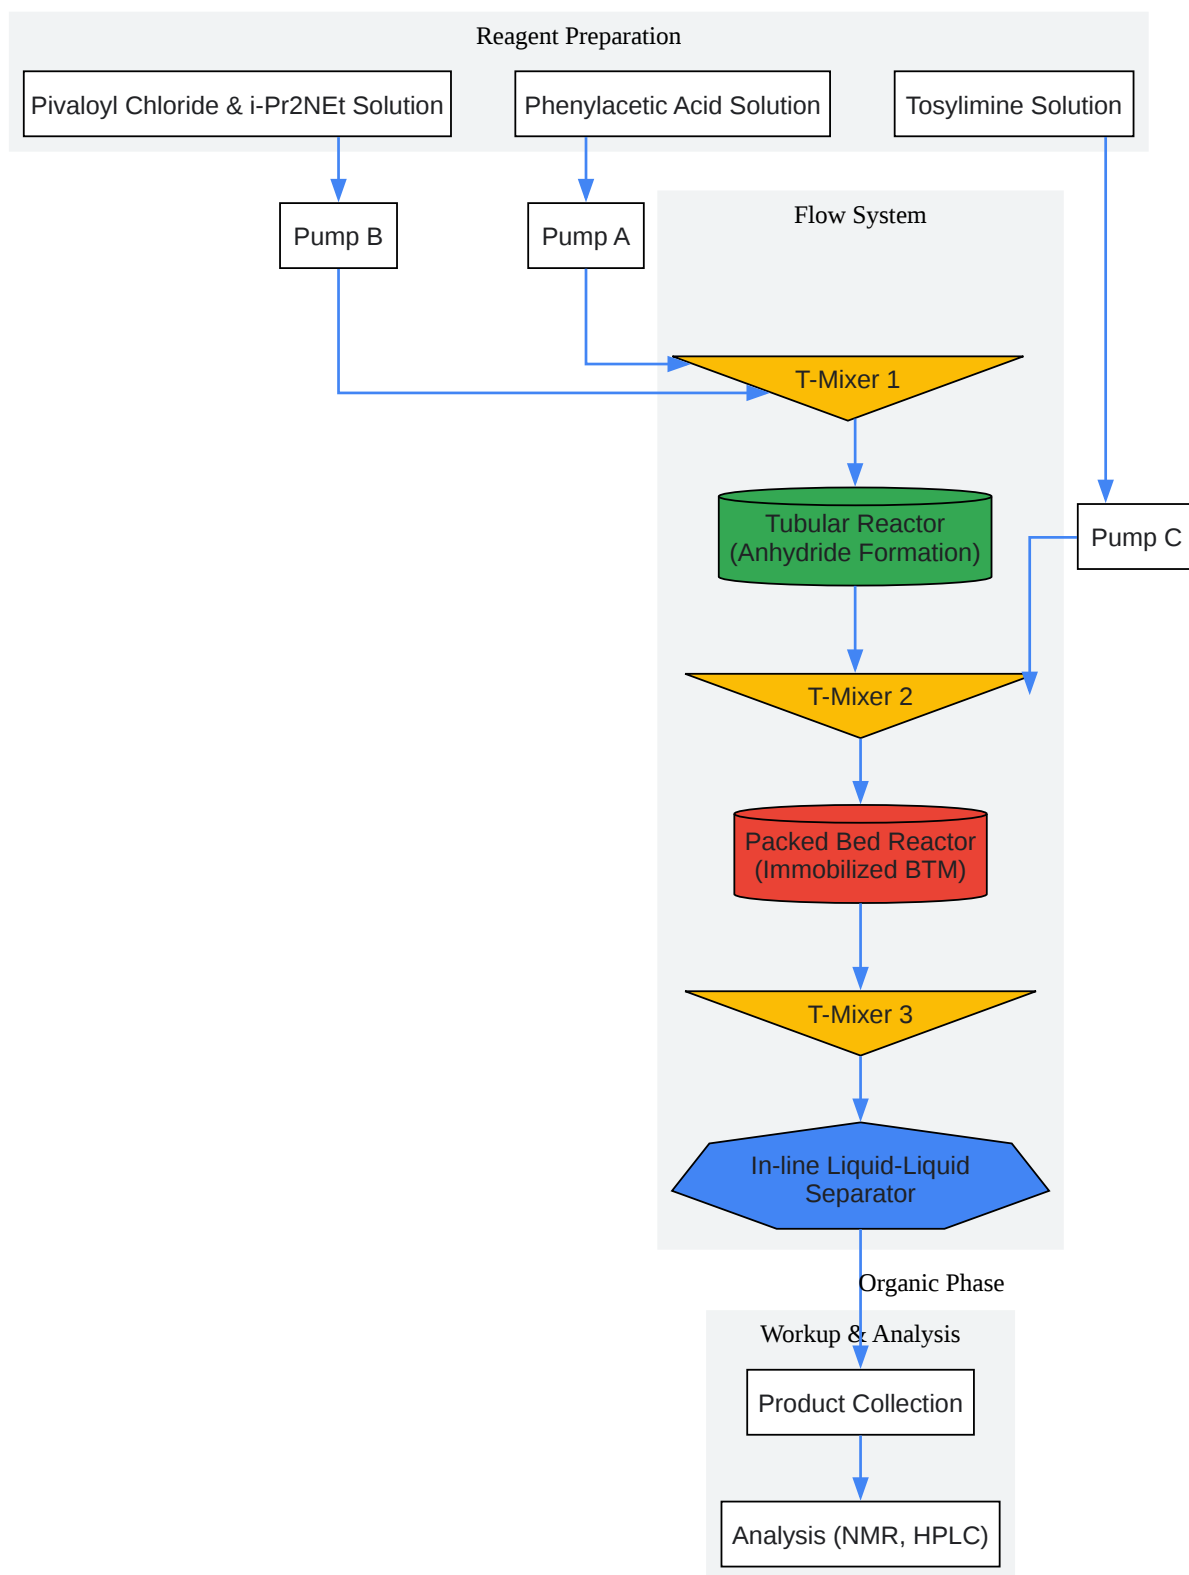 Reagent Preparation
Pivaloyl Chloride & i-Pr2NEt Solution
Phenylacetic Acid Solution
Tosylimine Solution
Pump B
Pump A
Flow System
T-Mixer 1
Tubular Reactor
(Anhydride Formation)
Pump C
T-Mixer 2
Packed Bed Reactor
(Immobilized BTM)
T-Mixer 3
In-line Liquid-Liquid
Separator
Organic Phase
Workup & Analysis
Product Collection
Analysis (NMR, HPLC)